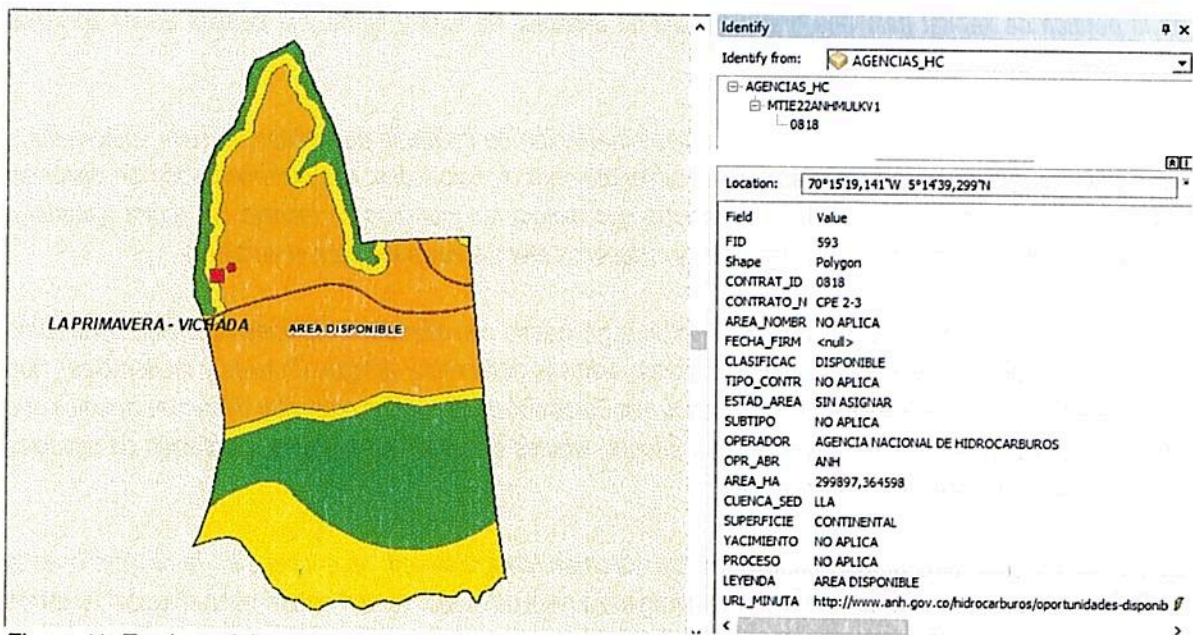 LA PRIMAVERA - VICHADA
AREA DISPONIBLE
Identify
Identify from:
AGENCIAS_HC
AGENCIAS_HC
MTIE22ANHMULKV1
0818
Location: 70°15'19,141"W 5°14'39,299"N
Field Value
FID 593
Shape Polygon
CONTRAT_ID 0818
CONTRATO_N CPE 2-3
AREA_NOMBR NO APLICA
FECHA_FIRM <null>
CLASIFICAC DISPONIBLE
TIPO_CONTR NO APLICA
ESTAD_AREA SIN ASIGNAR
SUBTIPO NO APLICA
OPERADOR AGENCIA NACIONAL DE HIDROCARBUROS
OPR_ABR ANH
AREA_HA 299897,364598
CUENCA_SED LLA
SUPERFICIE CONTINENTAL
YACIMIENTO NO APLICA
PROCESO NO APLICA
LEYENDA AREA DISPONIBLE
URL_MINUTA http://www.anh.gov.co/hidrocarburos/oportunidades-disponib